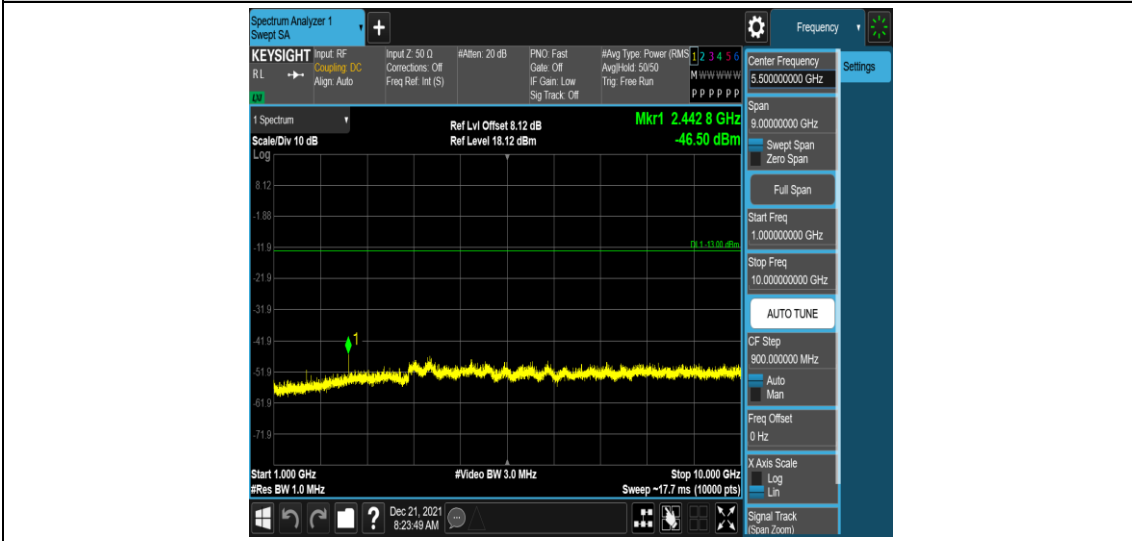 Spectrum Analyzer 1
Swept SA
+
Frequency
KEYSIGHT
RL
Input: RF
Coupling: DC
Align: Auto
Input Z: 50 Ω
Corrections: Off
Freq Ref: Int (S)
#Atten: 20 dB
PNO: Fast
Gate: Off
IF Gain: Low
Sig Track: Off
#Avg Type: Power (RMS
Avg|Hold: 50/50
Trig: Free Run
1 2 3 4 5 6
M W W W W W
P P P P P P
1 Spectrum
Scale/Div 10 dB
Log
Ref Lvl Offset 8.12 dB
Ref Level 18.12 dBm
Mkr1 2.442 8 GHz
-46.50 dBm
8.12
-1.88
-11.9
DL1 -13.00 dBm
-21.9
-31.9
-41.9
1
-51.9
-61.9
-71.9
Start 1.000 GHz
#Video BW 3.0 MHz
Stop 10.000 GHz
#Res BW 1.0 MHz
Sweep ~17.7 ms (10000 pts)
?
Dec 21, 2021
8:23:49 AM
Center Frequency
5.500000000 GHz
Settings
Span
9.00000000 GHz
Swept Span
Zero Span
Full Span
Start Freq
1.000000000 GHz
Stop Freq
10.000000000 GHz
AUTO TUNE
CF Step
900.000000 MHz
Auto
Man
Freq Offset
0 Hz
X Axis Scale
Log
Lin
Signal Track
(Span Zoom)